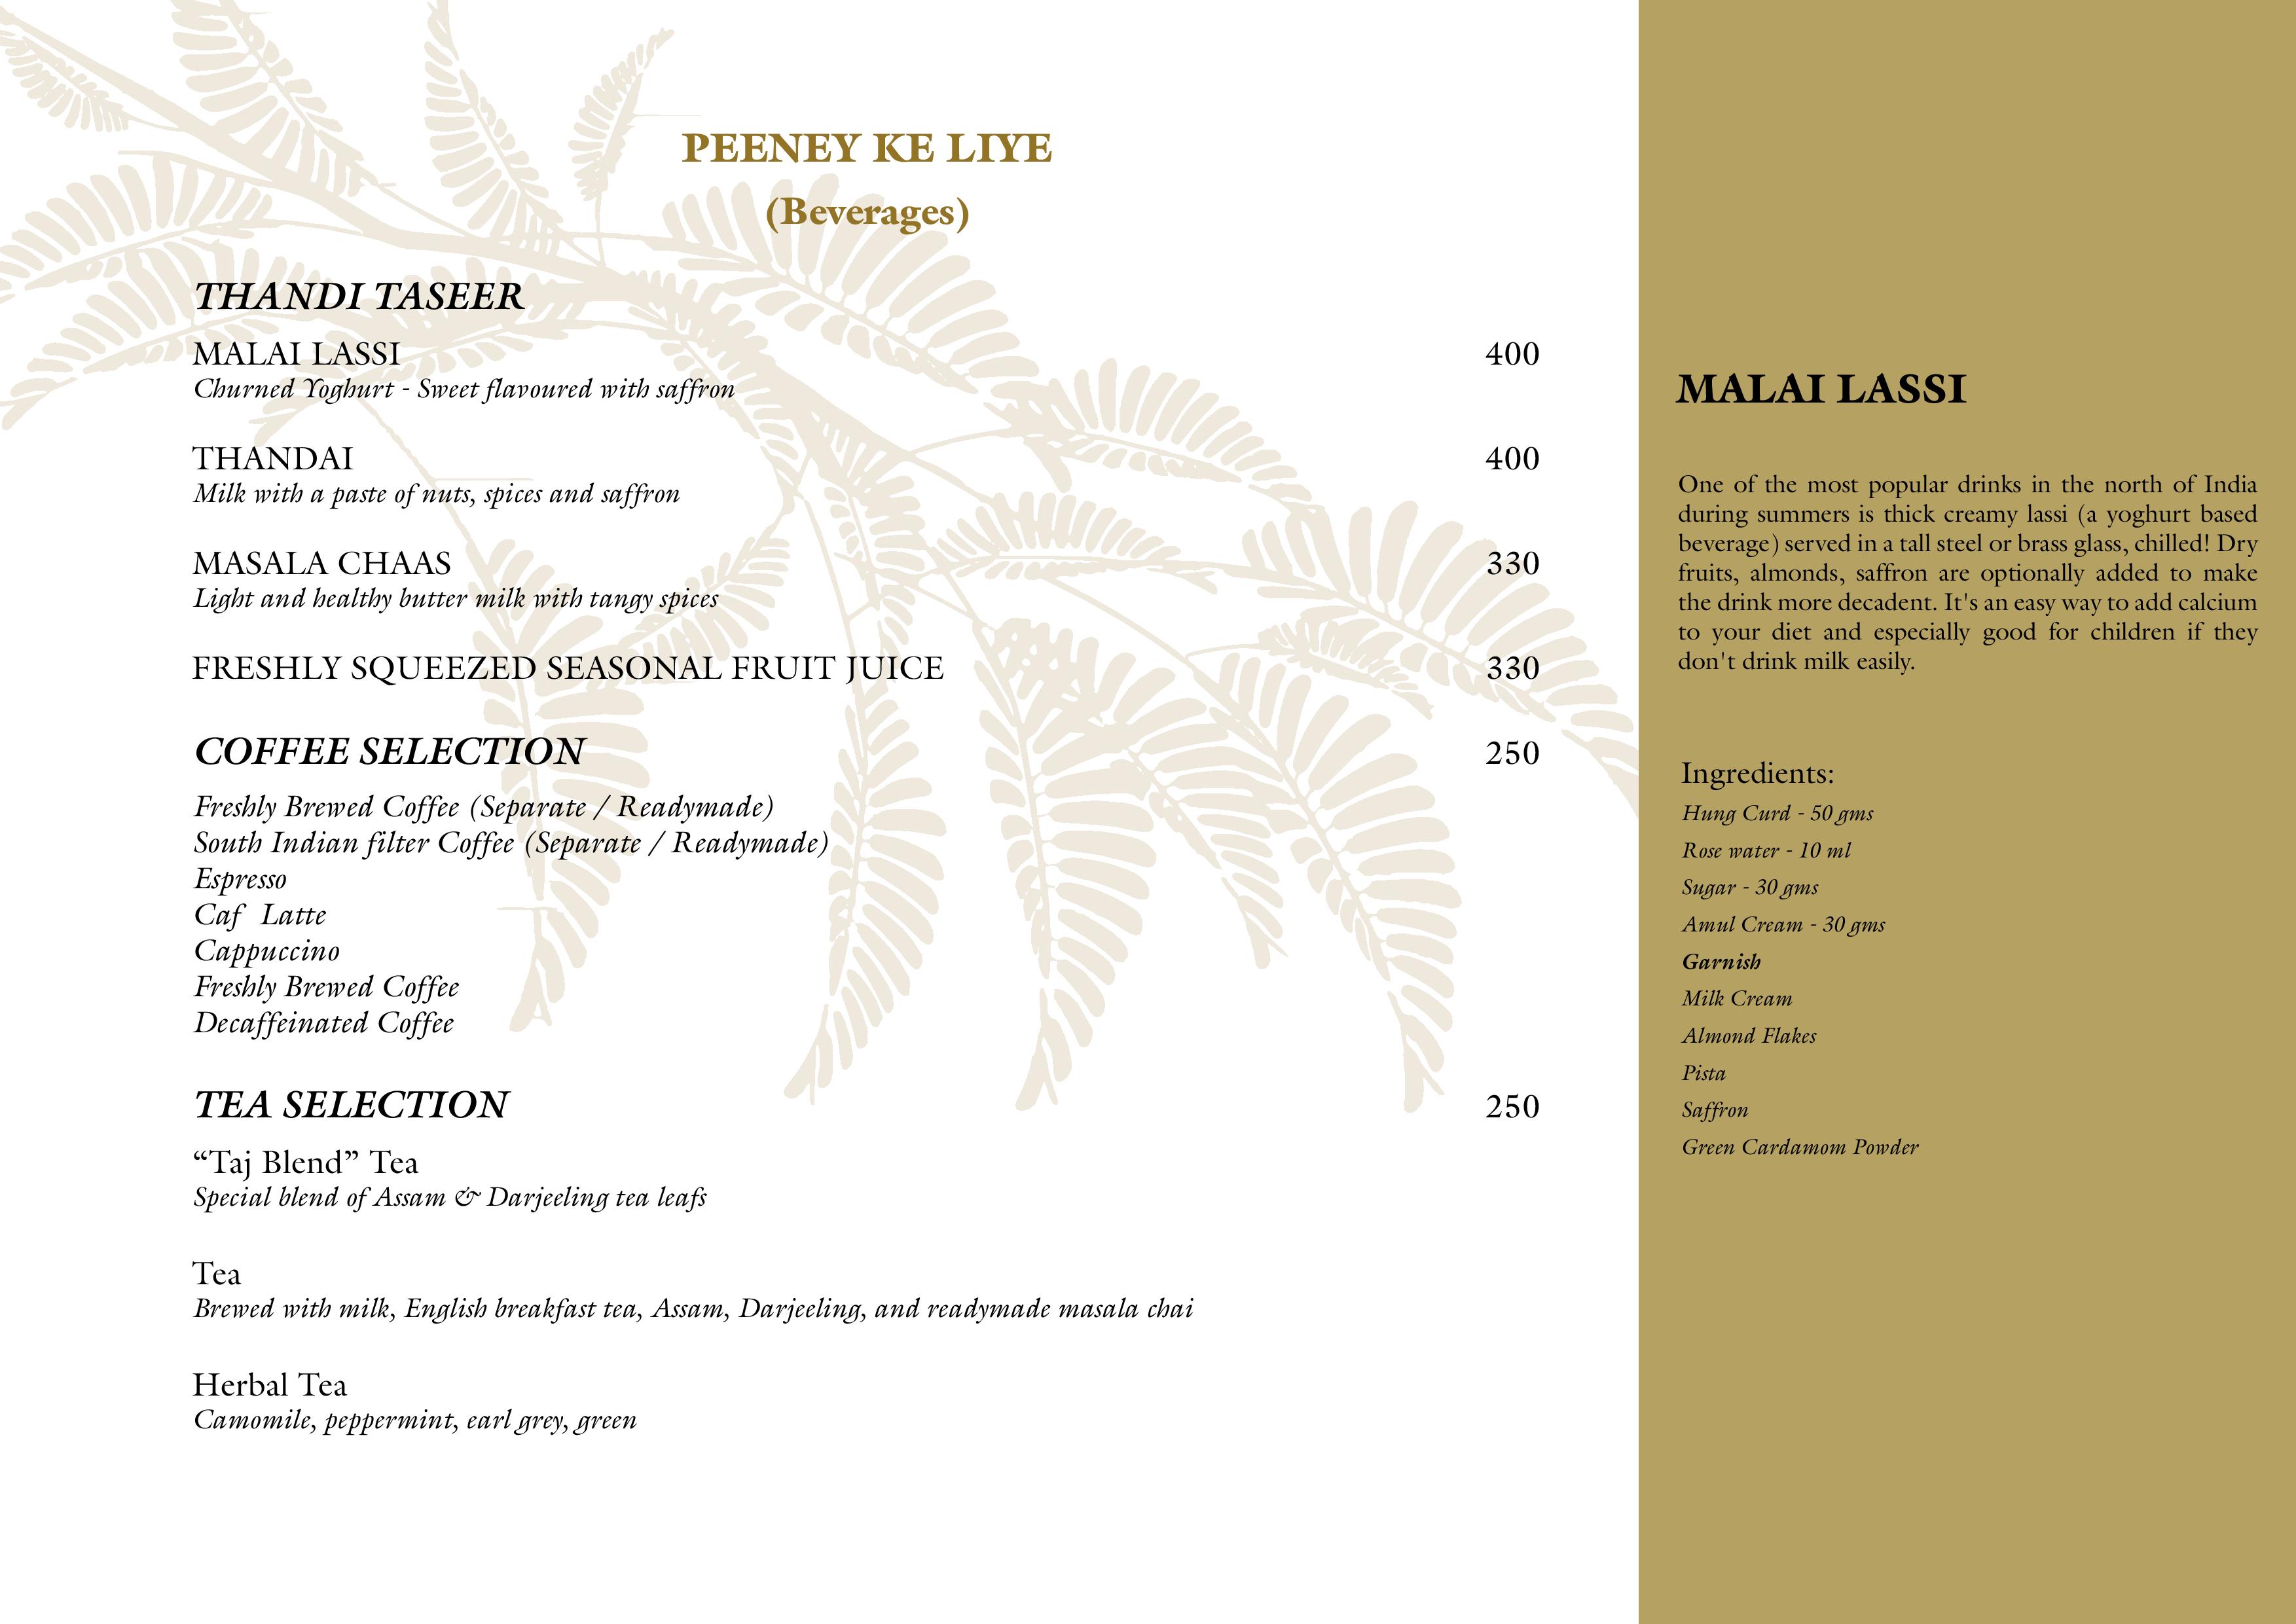 PEENEY KE LIYE
(Beverages)
THANDI TASEER
MALAI LASSI 400
Churned Yoghurt - Sweet flavoured with saffron
THANDAI 400
Milk with a paste of nuts, spices and saffron
MASALA CHAAS 330
Light and healthy butter milk with tangy spices
FRESHLY SQUEEZED SEASONAL FRUIT JUICE 330
COFFEE SELECTION 250
Freshly Brewed Coffee (Separate / Readymade)
South Indian filter Coffee (Separate / Readymade)
Espresso
Caf Latte
Cappuccino
Freshly Brewed Coffee
Decaffeinated Coffee
TEA SELECTION 250
“Taj Blend” Tea
Special blend of Assam & Darjeeling tea leafs
Tea
Brewed with milk, English breakfast tea, Assam, Darjeeling, and readymade masala chai
Herbal Tea
Camomile, peppermint, earl grey, green
MALAI LASSI
One of the most popular drinks in the north of India
during summers is thick creamy lassi (a yoghurt based
beverage) served in a tall steel or brass glass, chilled! Dry
fruits, almonds, saffron are optionally added to make
the drink more decadent. It's an easy way to add calcium
to your diet and especially good for children if they
don't drink milk easily.
Ingredients:
Hung Curd - 50 gms
Rose water - 10 ml
Sugar - 30 gms
Amul Cream - 30 gms
Garnish
Milk Cream
Almond Flakes
Pista
Saffron
Green Cardamom Powder